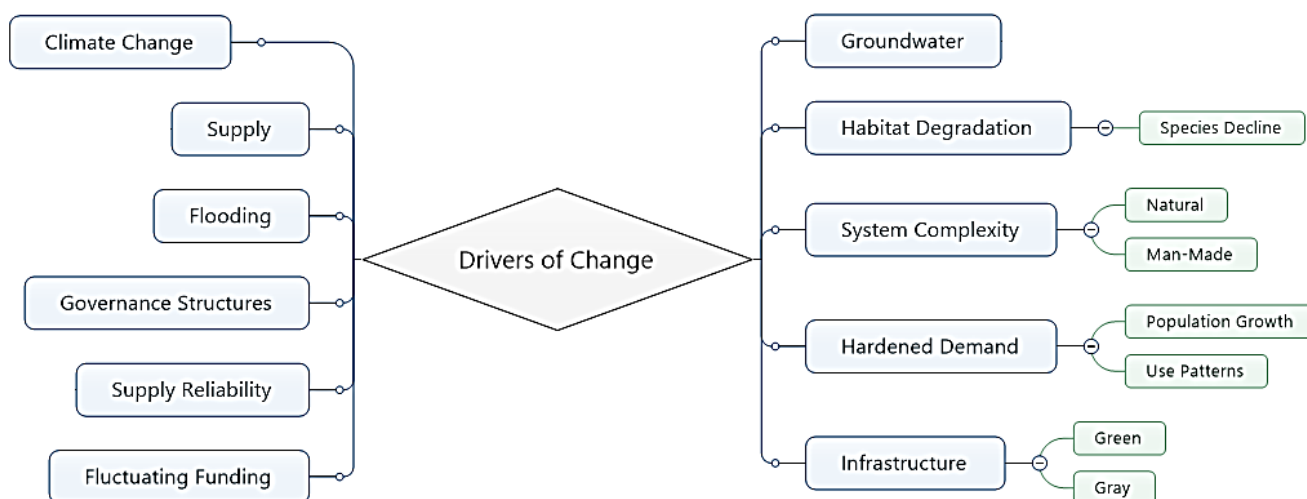 Climate Change
Supply
Flooding
Governance Structures
Supply Reliability
Fluctuating Funding
Drivers of Change
Groundwater
Habitat Degradation
Species Decline
System Complexity
Natural
Man-Made
Hardened Demand
Population Growth
Use Patterns
Infrastructure
Green
Gray